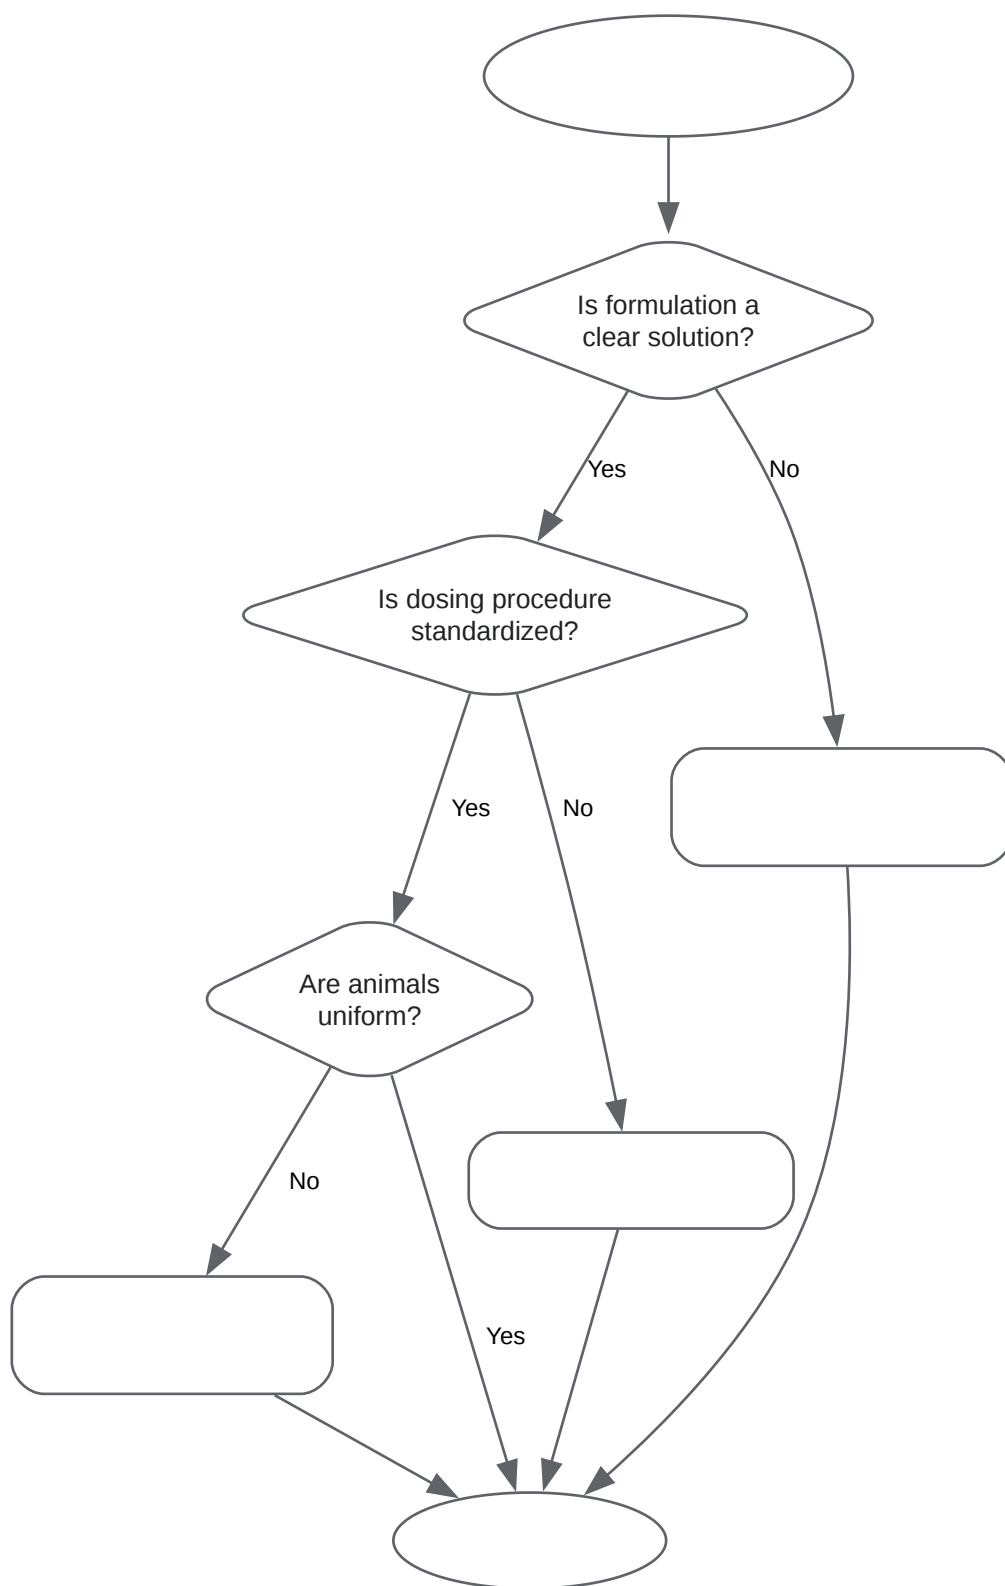 Is formulation a
clear solution?
Yes
No
Is dosing procedure
standardized?
Yes
No
Are animals
uniform?
No
Yes